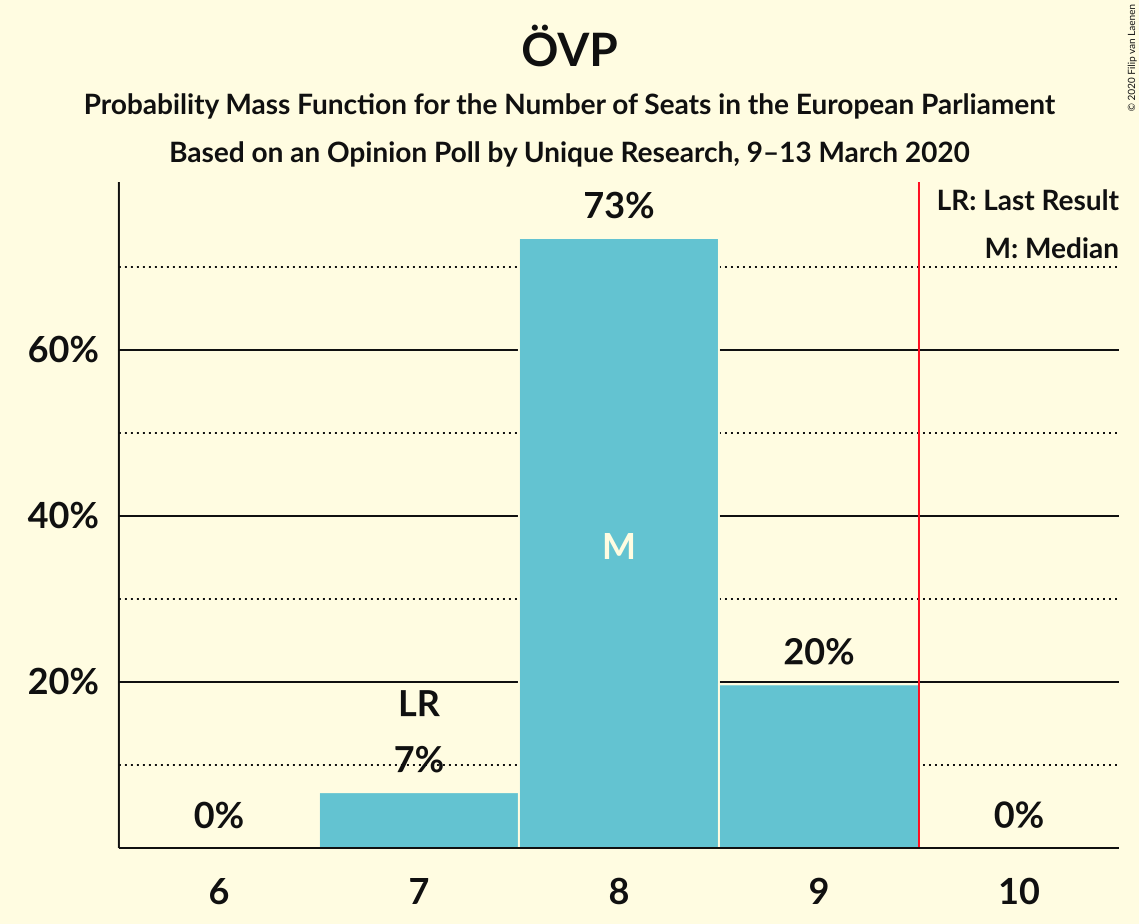 ÖVP
Probability Mass Function for the Number of Seats in the European Parliament
Based on an Opinion Poll by Unique Research, 9–13 March 2020
© 2020 Filip van Laenen
LR: Last Result
M: Median
73%
60%
40%
20%
M
20%
LR
7%
0%
0%
6
7
8
9
10